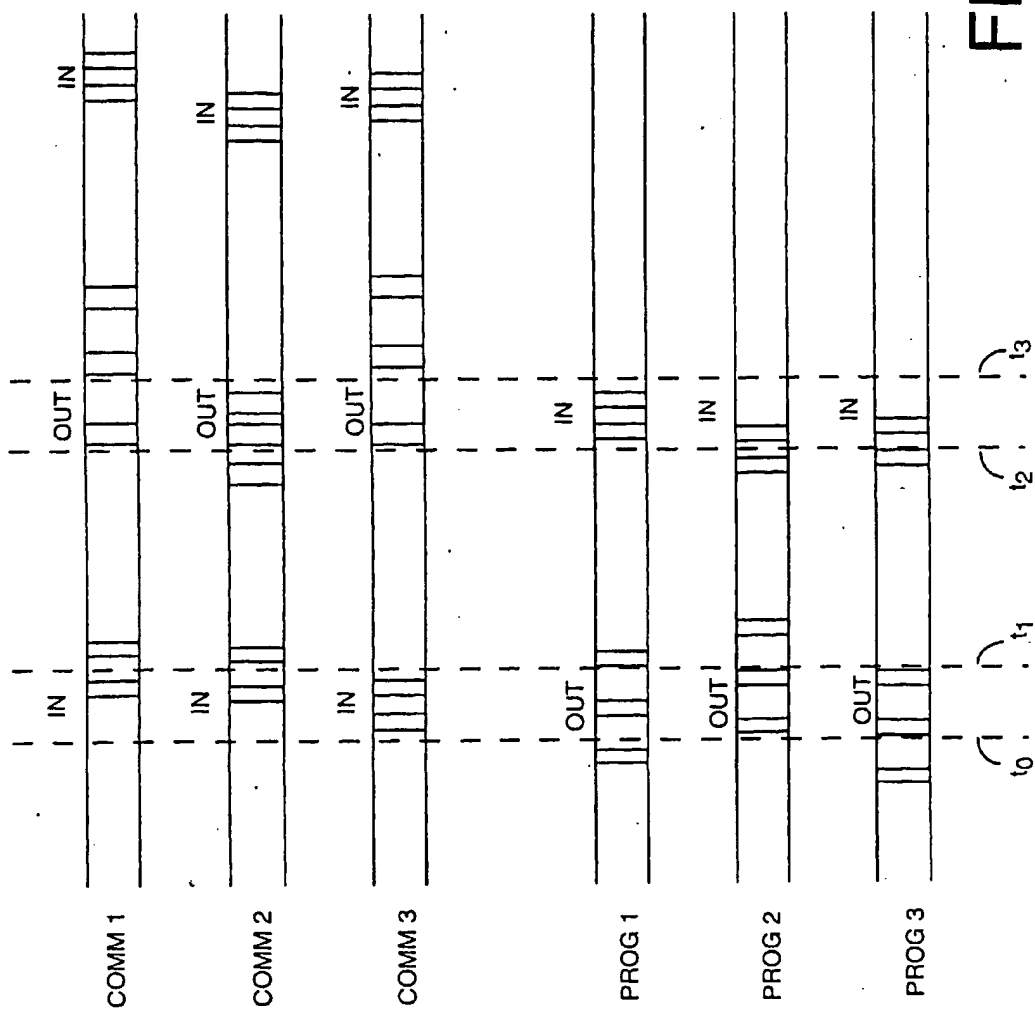 COMM 1 IN OUT IN
COMM 2 IN OUT IN
COMM 3 IN OUT IN
PROG 1 OUT IN
PROG 2 OUT IN
PROG 3 OUT IN
t0 t1 t2 t3